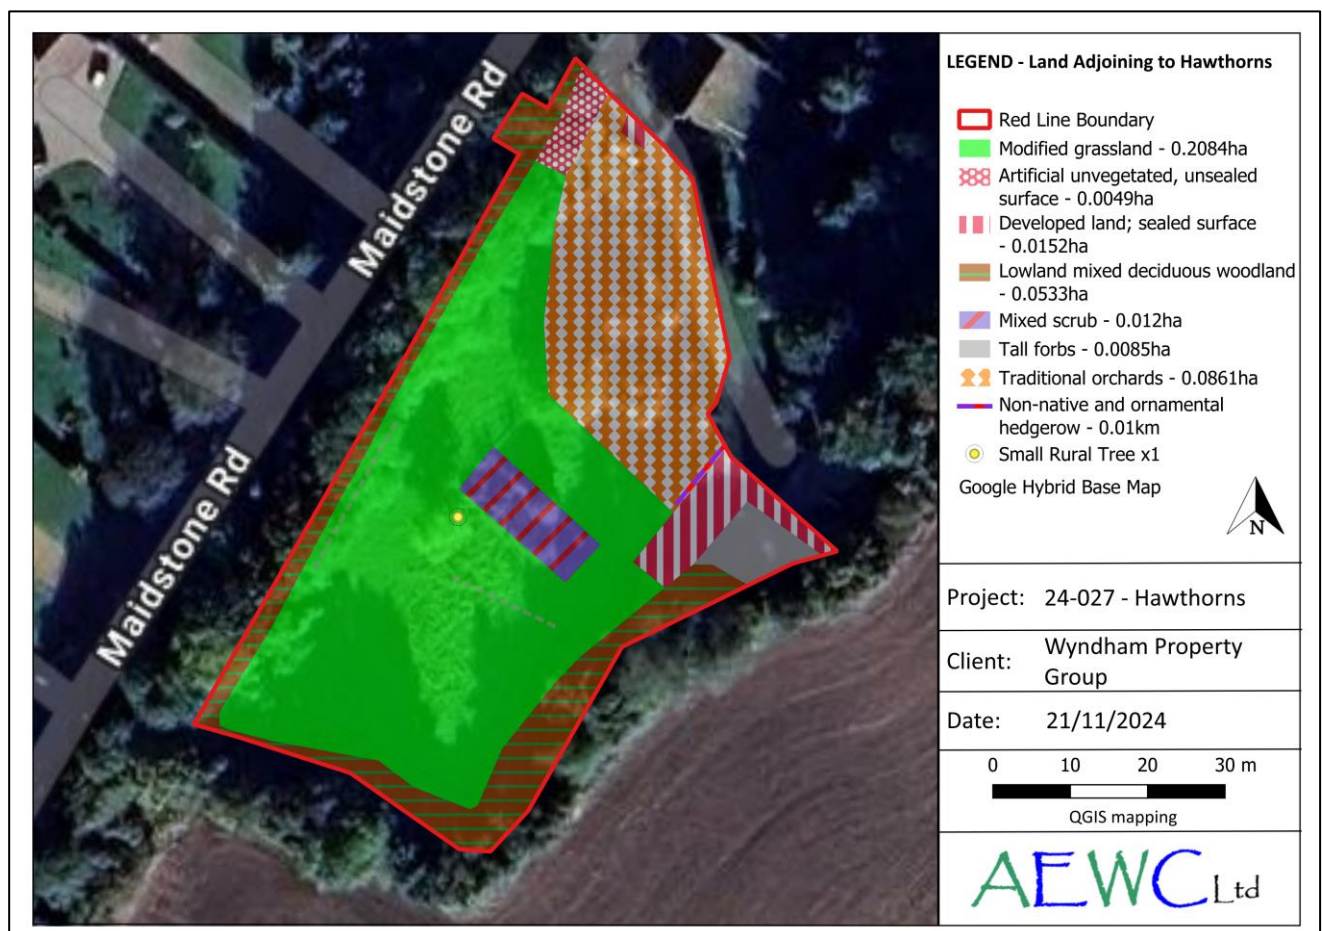 Maidstone Rd
Maidstone Rd
LEGEND - Land Adjoining to Hawthorns
Red Line Boundary
Modified grassland - 0.2084ha
Artificial unvegetated, unsealed
surface - 0.0049ha
Developed land; sealed surface
- 0.0152ha
Lowland mixed deciduous woodland
- 0.0533ha
Mixed scrub - 0.012ha
Tall forbs - 0.0085ha
Traditional orchards - 0.0861ha
Non-native and ornamental
hedgerow - 0.01km
Small Rural Tree x1
Google Hybrid Base Map
N
Project: 24-027 - Hawthorns
Client: Wyndham Property
Group
Date: 21/11/2024
0 10 20 30 m
QGIS mapping
AEWC Ltd